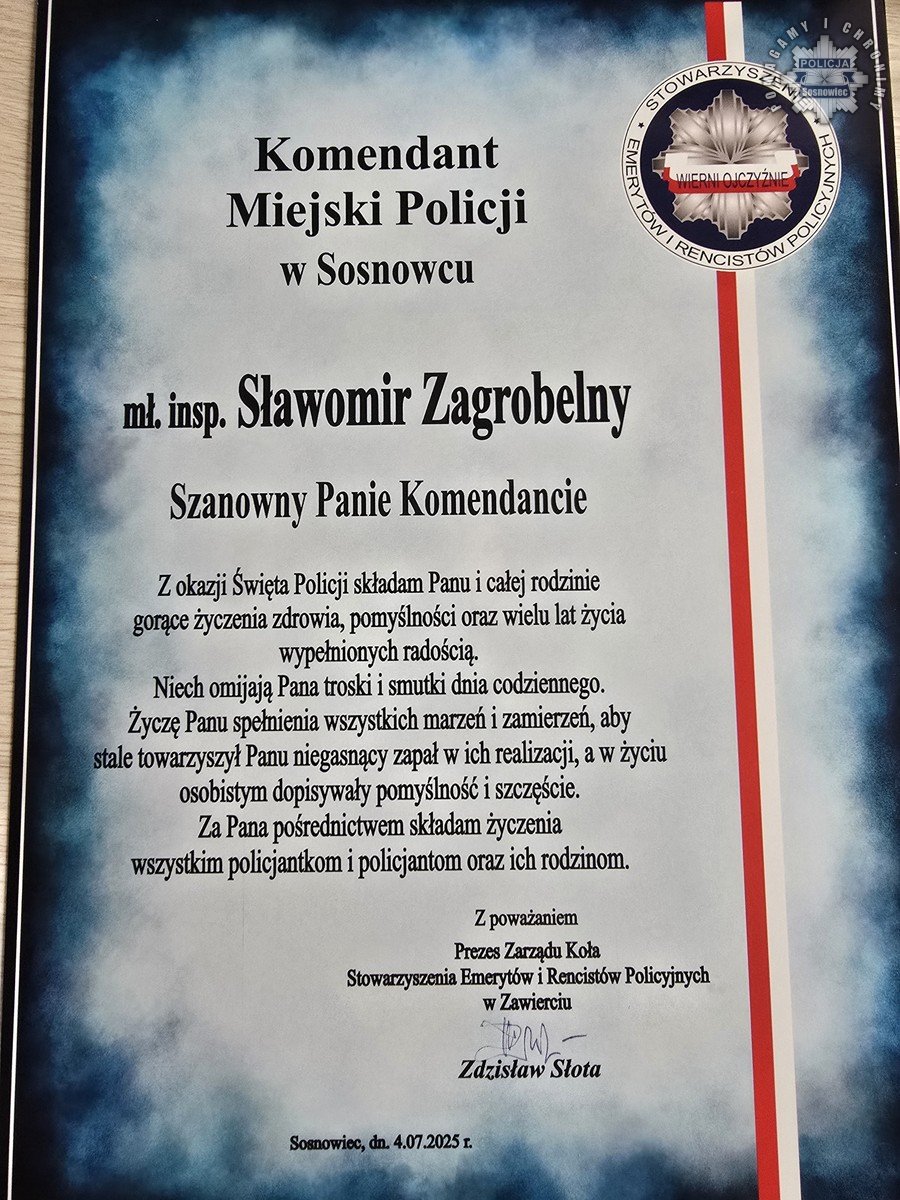 POMAGAMY I CHRONIMY
POLICJA
Sosnowiec
STOWARZYSZENIE
EMERYTÓW I RENCISTÓW POLICYJNYCH
WIERNI OJCZYŹNIE
Komendant
Miejski Policji
w Sosnowcu
mł. insp. Sławomir Zagrobelny
Szanowny Panie Komendancie
Z okazji Święta Policji składam Panu i całej rodzinie
gorące życzenia zdrowia, pomyślności oraz wielu lat życia
wypełnionych radością.
Niech omijają Pana troski i smutki dnia codziennego.
Życzę Panu spełnienia wszystkich marzeń i zamierzeń, aby
stale towarzyszył Panu niegasnący zapał w ich realizacji, a w życiu
osobistym dopisywały pomyślność i szczęście.
Za Pana pośrednictwem składam życzenia
wszystkim policjantkom i policjantom oraz ich rodzinom.
Z poważaniem
Prezes Zarządu Koła
Stowarzyszenia Emerytów i Rencistów Policyjnych
w Zawierciu
Zdzisław Słota
Sosnowiec, dn. 4.07.2025 r.